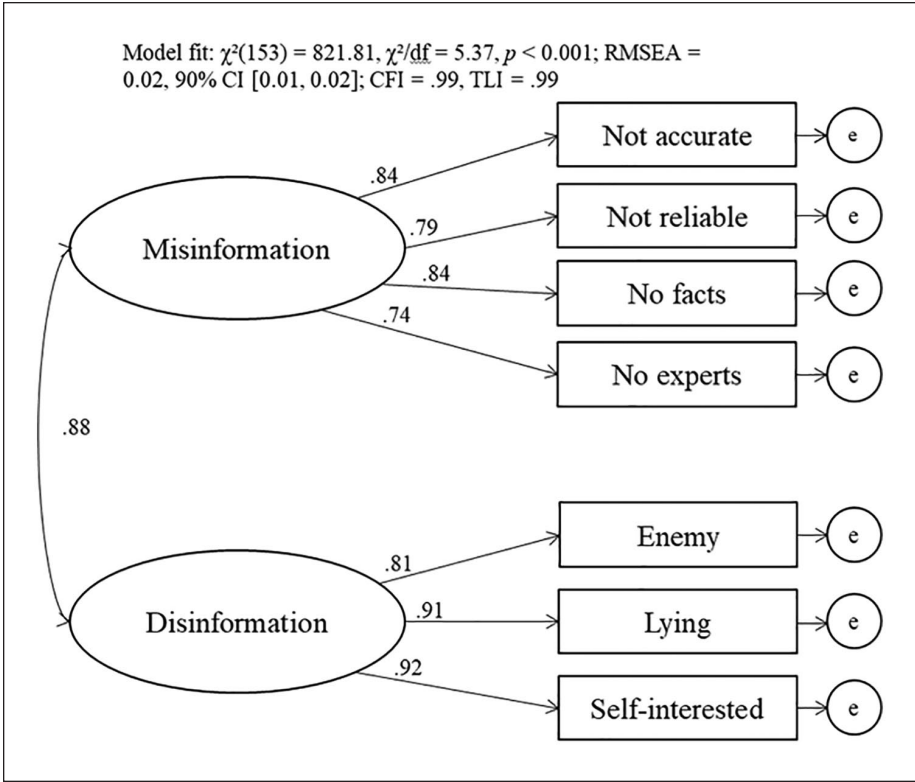 Model fit: χ²(153) = 821.81, χ²/df = 5.37, p < 0.001; RMSEA =
0.02, 90% CI [0.01, 0.02]; CFI = .99, TLI = .99
Misinformation
.84
Not accurate
e
.79
Not reliable
e
.84
No facts
e
.74
No experts
e
.88
Disinformation
.81
Enemy
e
.91
Lying
e
.92
Self-interested
e